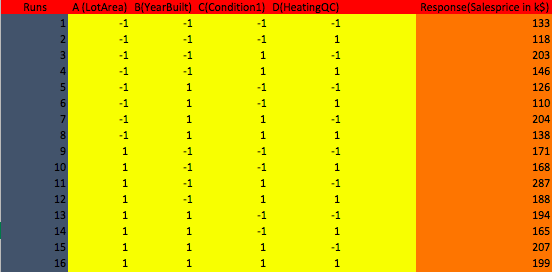 Runs A (LotArea) B(YearBuilt) C(Condition1) D(HeatingQC) Response(Salesprice in k$)
1 -1 -1 -1 -1 133
2 -1 -1 -1 1 118
3 -1 -1 1 -1 203
4 -1 -1 1 1 146
5 -1 1 -1 -1 126
6 -1 1 -1 1 110
7 -1 1 1 -1 204
8 -1 1 1 1 138
9 1 -1 -1 -1 171
10 1 -1 -1 1 168
11 1 -1 1 -1 287
12 1 -1 1 1 188
13 1 1 -1 -1 194
14 1 1 -1 1 165
15 1 1 1 -1 207
16 1 1 1 1 199